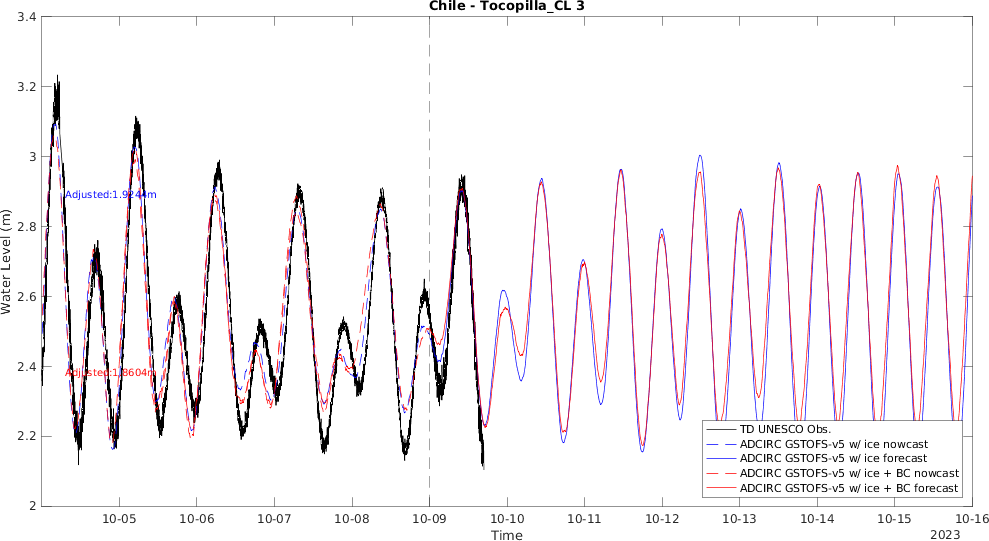 Chile - Tocopilla_CL 3
3.4
3.2
3
2.8
2.6
2.4
2.2
2
Water Level (m)
Adjusted:1.9244m
Adjusted:1.8604m
TD UNESCO Obs.
ADCIRC GSTOFS-v5 w/ ice nowcast
ADCIRC GSTOFS-v5 w/ ice forecast
ADCIRC GSTOFS-v5 w/ ice + BC nowcast
ADCIRC GSTOFS-v5 w/ ice + BC forecast
10-05 10-06 10-07 10-08 10-09 10-10 10-11 10-12 10-13 10-14 10-15 10-16
Time
2023